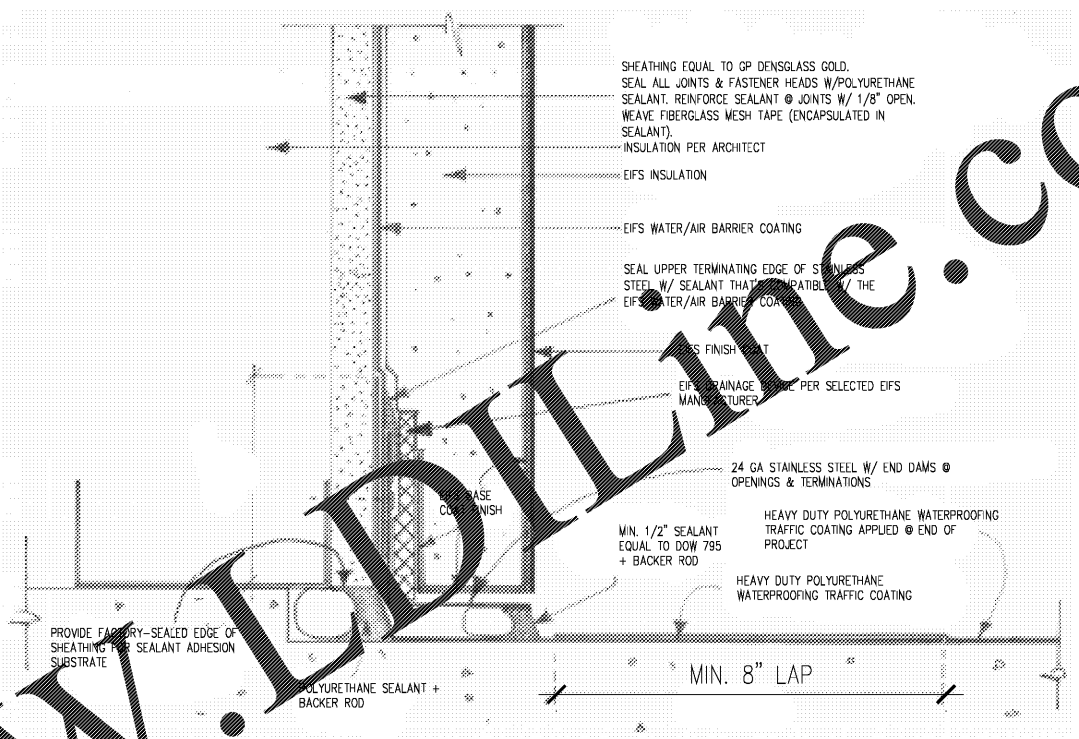 SHEATHING EQUAL TO GP DENSGLASS GOLD.
SEAL ALL JOINTS & FASTENER HEADS W/POLYURETHANE
SEALANT. REINFORCE SEALANT @ JOINTS W/ 1/8" OPEN.
WEAVE FIBERGLASS MESH TAPE (ENCAPSULATED IN
SEALANT).
INSULATION PER ARCHITECT
EIFS INSULATION
EIFS WATER/AIR BARRIER COATING
SEAL UPPER TERMINATING EDGE OF STAINLESS
STEEL W/ SEALANT THAT'S COMPATIBLE W/ THE
EIFS WATER/AIR BARRIER COATING
EIFS FINISH COAT
EIFS DRAINAGE DEVICE PER SELECTED EIFS
MANUFACTURER
24 GA STAINLESS STEEL W/ END DAMS @
OPENINGS & TERMINATIONS
EIFS BASE
COAT FINISH
HEAVY DUTY POLYURETHANE WATERPROOFING
TRAFFIC COATING APPLIED @ END OF
PROJECT
MIN. 1/2" SEALANT
EQUAL TO DOW 795
+ BACKER ROD
HEAVY DUTY POLYURETHANE
WATERPROOFING TRAFFIC COATING
PROVIDE FACTORY-SEALED EDGE OF
SHEATHING FOR SEALANT ADHESION
SUBSTRATE
POLYURETHANE SEALANT +
BACKER ROD
MIN. 8" LAP
W.LDILine.co